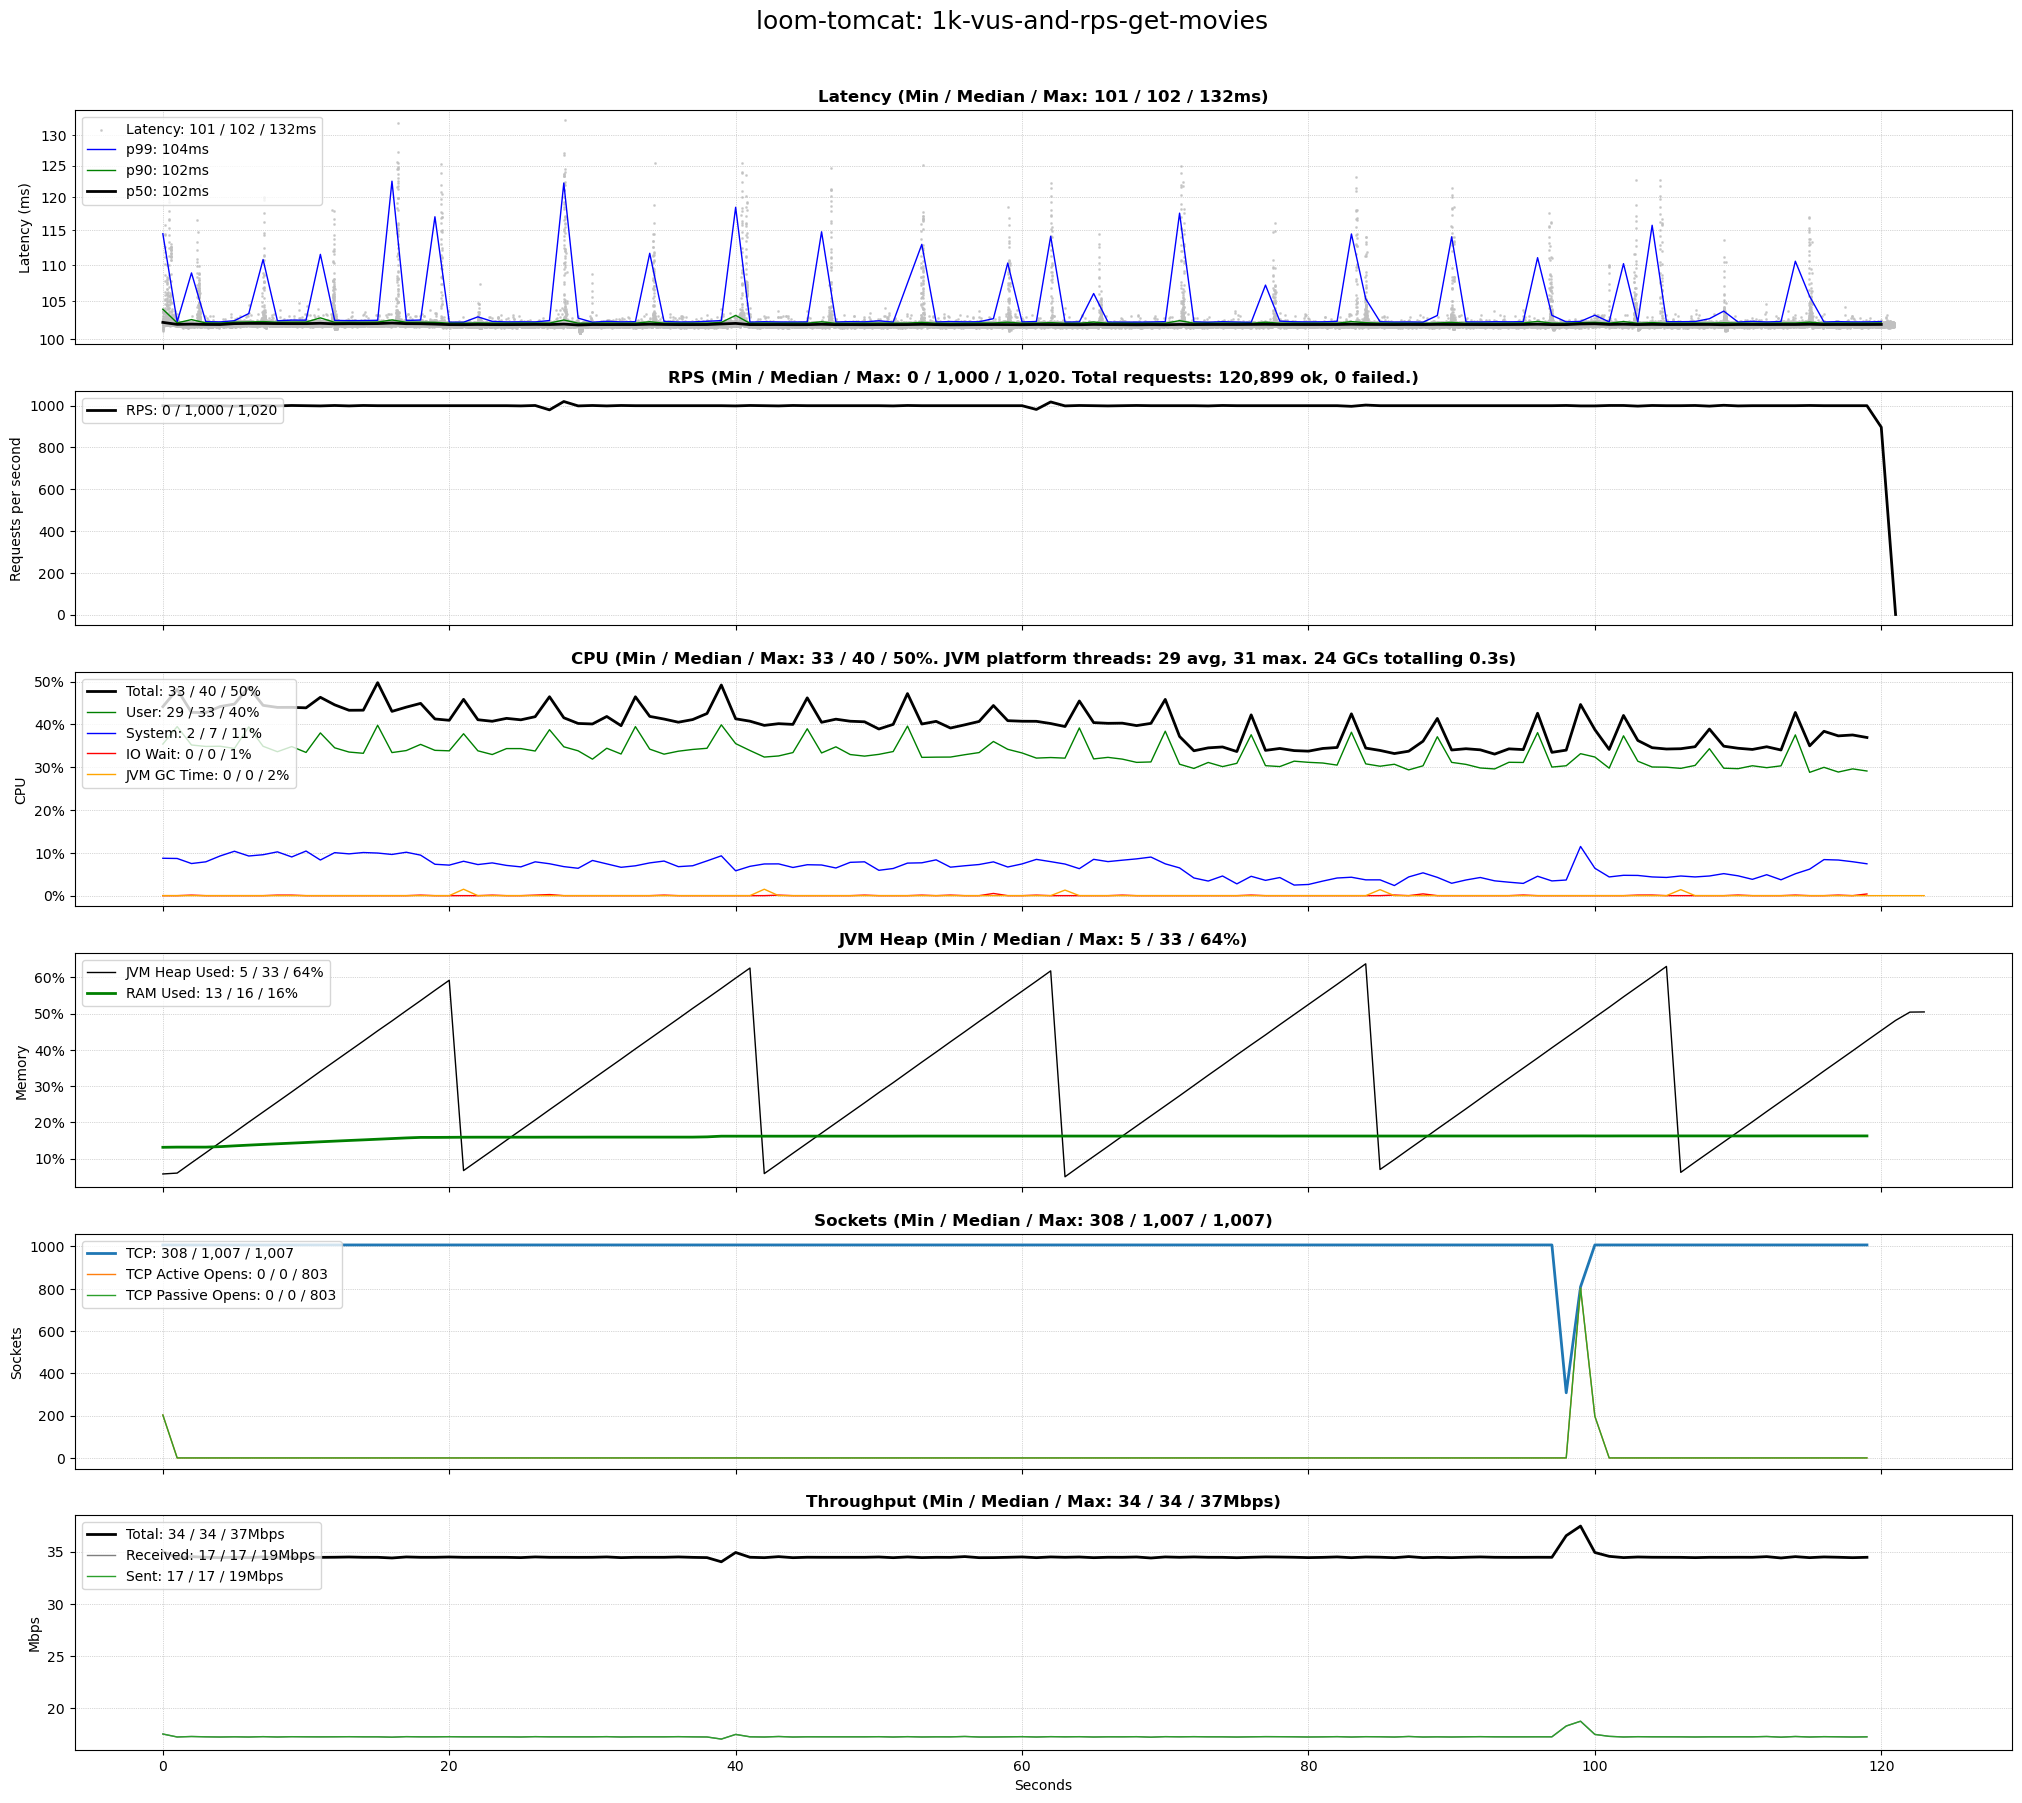 loom-tomcat: 1k-vus-and-rps-get-movies
Latency (Min / Median / Max: 101 / 102 / 132ms)
Latency (ms)
130
125
120
115
110
105
100
Latency: 101 / 102 / 132ms
p99: 104ms
p90: 102ms
p50: 102ms
RPS (Min / Median / Max: 0 / 1,000 / 1,020. Total requests: 120,899 ok, 0 failed.)
Requests per second
1000
800
600
400
200
0
RPS: 0 / 1,000 / 1,020
CPU (Min / Median / Max: 33 / 40 / 50%. JVM platform threads: 29 avg, 31 max. 24 GCs totalling 0.3s)
CPU
50%
40%
30%
20%
10%
0%
Total: 33 / 40 / 50%
User: 29 / 33 / 40%
System: 2 / 7 / 11%
IO Wait: 0 / 0 / 1%
JVM GC Time: 0 / 0 / 2%
JVM Heap (Min / Median / Max: 5 / 33 / 64%)
Memory
60%
50%
40%
30%
20%
10%
JVM Heap Used: 5 / 33 / 64%
RAM Used: 13 / 16 / 16%
Sockets (Min / Median / Max: 308 / 1,007 / 1,007)
Sockets
1000
800
600
400
200
0
TCP: 308 / 1,007 / 1,007
TCP Active Opens: 0 / 0 / 803
TCP Passive Opens: 0 / 0 / 803
Throughput (Min / Median / Max: 34 / 34 / 37Mbps)
Mbps
35
30
25
20
Total: 34 / 34 / 37Mbps
Received: 17 / 17 / 19Mbps
Sent: 17 / 17 / 19Mbps
0 20 40 60 80 100 120
Seconds